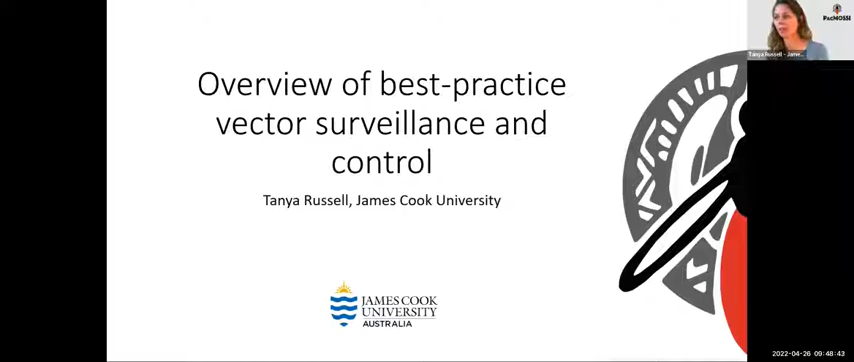 PACMOSSI
Tanya Russell - Jame...
Overview of best-practice
vector surveillance and
control
Tanya Russell, James Cook University
JAMES COOK
UNIVERSITY
AUSTRALIA
2022-04-26 09:48:43